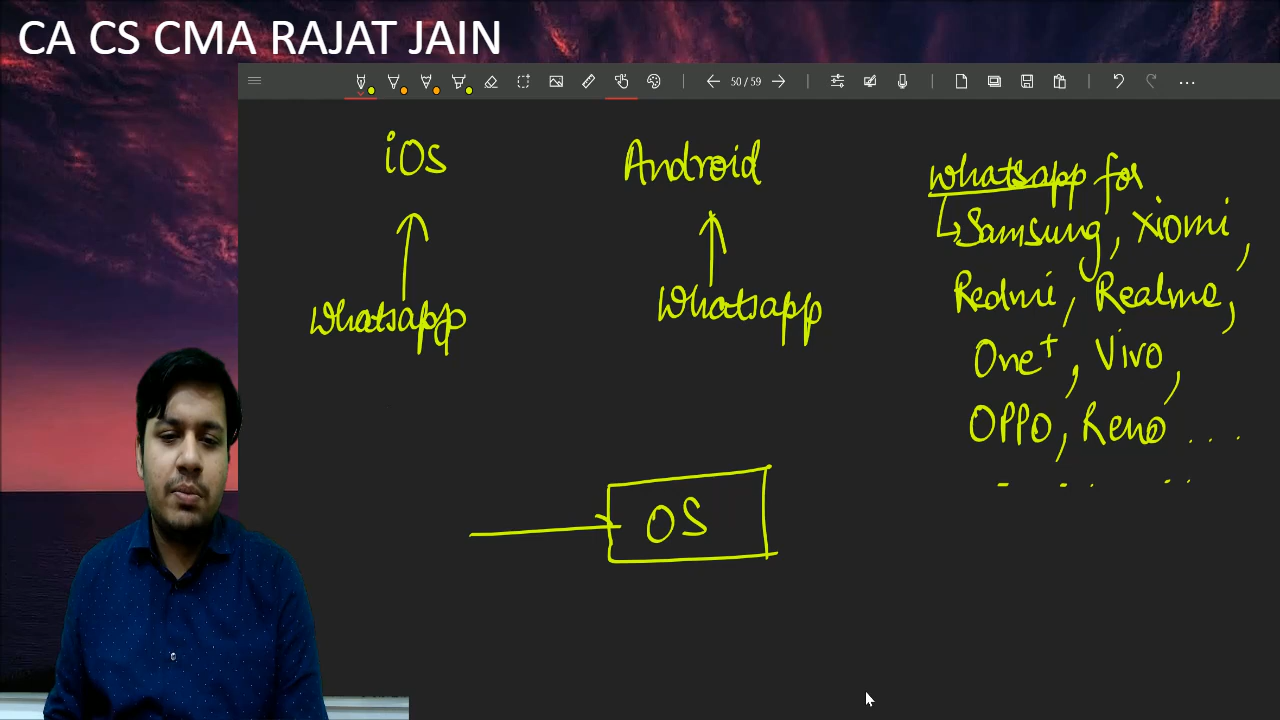 CA CS CMA RAJAT JAIN
50/59
iOS
Android
Whatsapp
Whatsapp
whatsapp for
Samsung, Xiomi,
Redmi, Realme,
One+, Vivo,
OPPO, Reno ...
OS